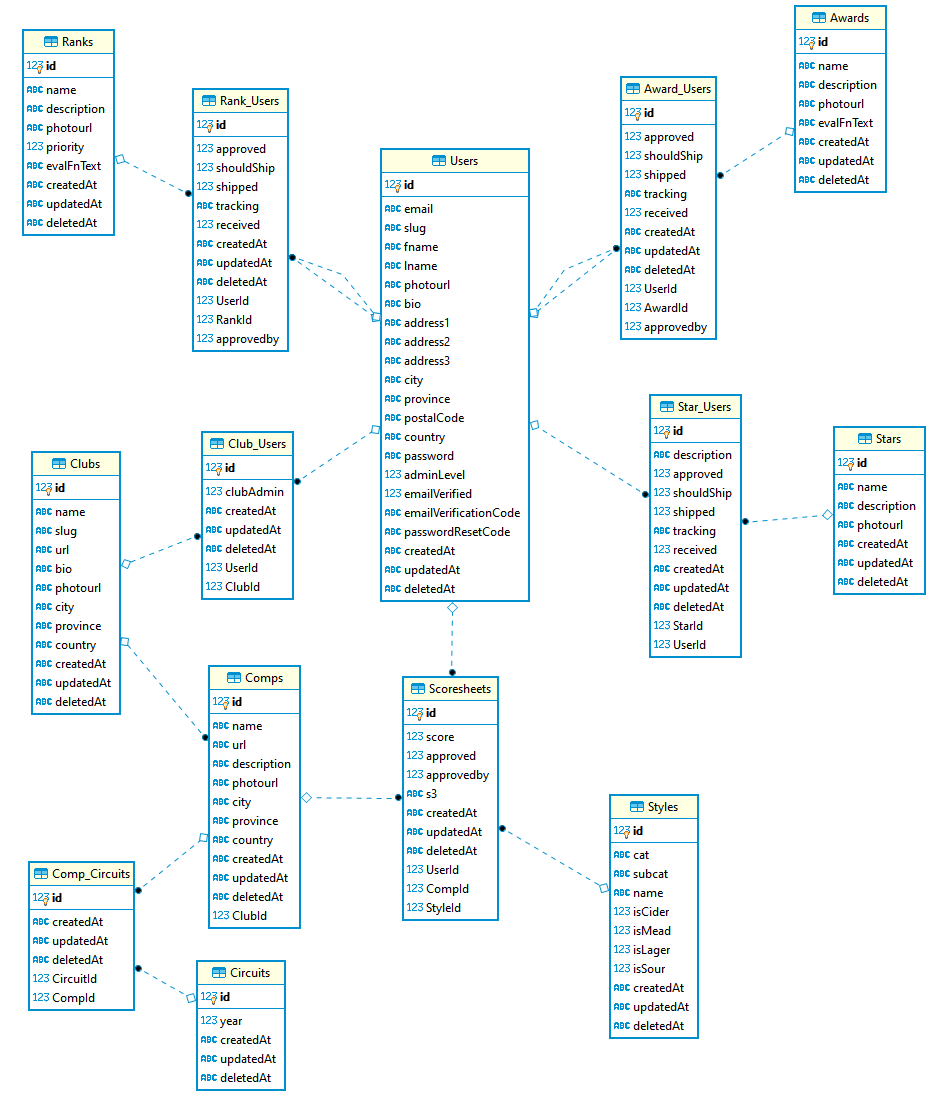 Ranks
123 id
ABC name
ABC description
ABC photourl
123 priority
ABC evalFnText
ABC createdAt
ABC updatedAt
ABC deletedAt
Rank_Users
123 id
123 approved
123 shouldShip
123 shipped
ABC tracking
123 received
ABC createdAt
ABC updatedAt
ABC deletedAt
123 UserId
123 RankId
123 approvedby
Users
123 id
ABC email
ABC slug
ABC fname
ABC lname
ABC photourl
ABC bio
ABC address1
ABC address2
ABC address3
ABC city
ABC province
ABC postalCode
ABC country
ABC password
123 adminLevel
123 emailVerified
ABC emailVerificationCode
ABC passwordResetCode
ABC createdAt
ABC updatedAt
ABC deletedAt
Award_Users
123 id
123 approved
123 shouldShip
123 shipped
ABC tracking
123 received
ABC createdAt
ABC updatedAt
ABC deletedAt
123 UserId
123 AwardId
123 approvedby
Awards
123 id
ABC name
ABC description
ABC photourl
ABC evalFnText
ABC createdAt
ABC updatedAt
ABC deletedAt
Clubs
123 id
ABC name
ABC slug
ABC url
ABC bio
ABC photourl
ABC city
ABC province
ABC country
ABC createdAt
ABC updatedAt
ABC deletedAt
Club_Users
123 id
123 clubAdmin
ABC createdAt
ABC updatedAt
ABC deletedAt
123 UserId
123 ClubId
Star_Users
123 id
ABC description
123 approved
123 shouldShip
123 shipped
ABC tracking
123 received
ABC createdAt
ABC updatedAt
ABC deletedAt
123 StarId
123 UserId
Stars
123 id
ABC name
ABC description
ABC photourl
ABC createdAt
ABC updatedAt
ABC deletedAt
Comps
123 id
ABC name
ABC url
ABC description
ABC photourl
ABC city
ABC province
ABC country
ABC createdAt
ABC updatedAt
ABC deletedAt
123 ClubId
Scoresheets
123 id
123 score
123 approved
123 approvedby
ABC s3
ABC createdAt
ABC updatedAt
ABC deletedAt
123 UserId
123 CompId
123 StyleId
Styles
123 id
ABC cat
ABC subcat
ABC name
123 isCider
123 isMead
123 isLager
123 isSour
ABC createdAt
ABC updatedAt
ABC deletedAt
Comp_Circuits
123 id
ABC createdAt
ABC updatedAt
ABC deletedAt
123 CircuitId
123 CompId
Circuits
123 id
123 year
ABC createdAt
ABC updatedAt
ABC deletedAt